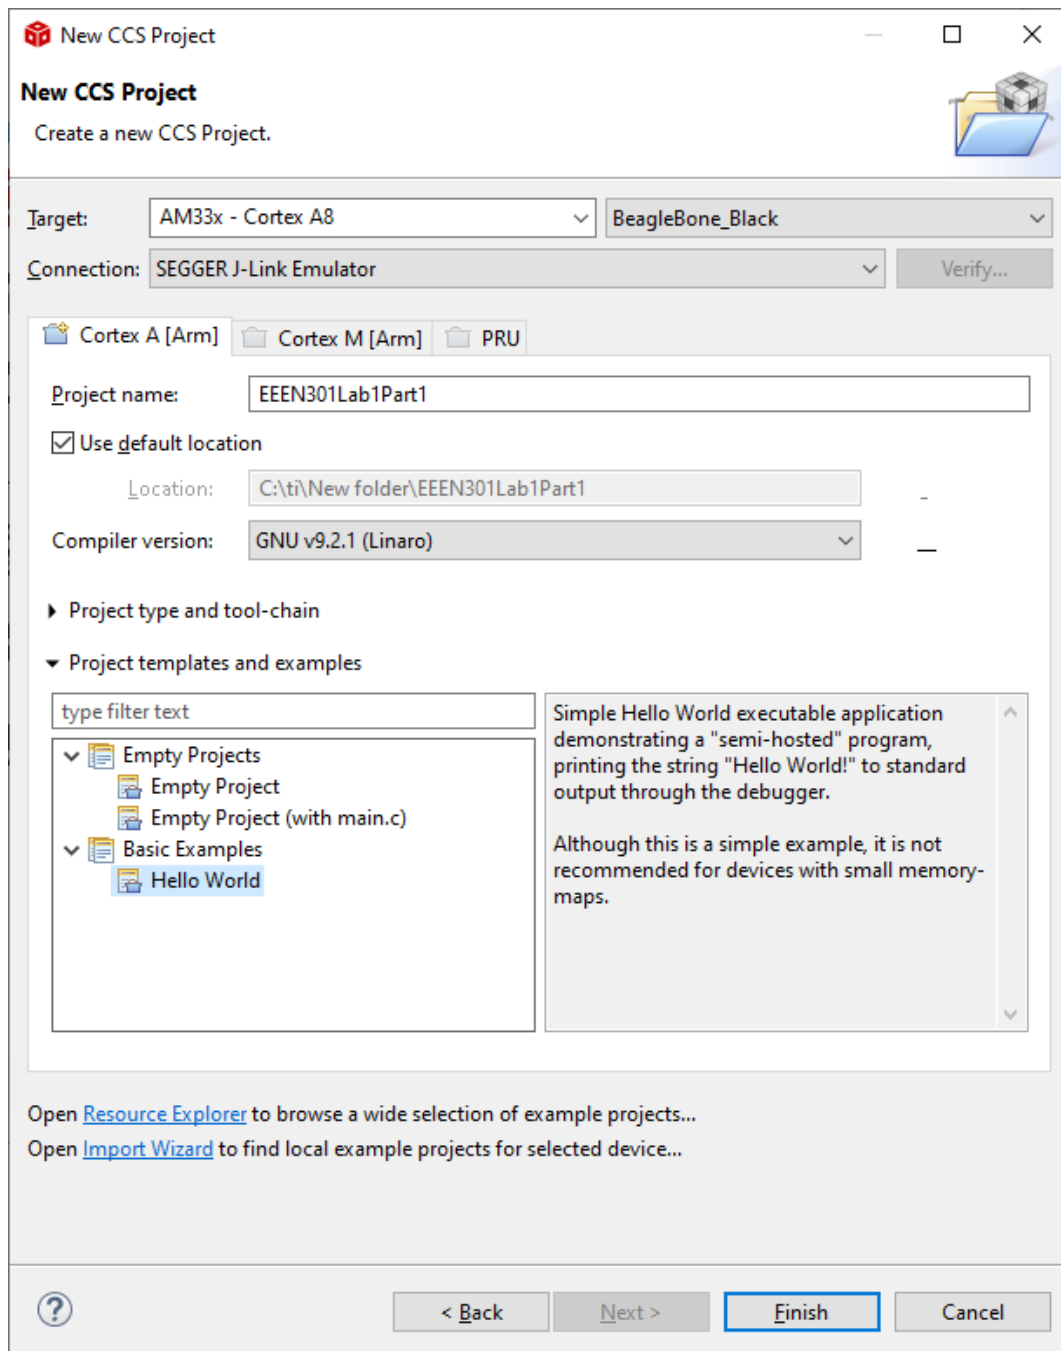 New CCS Project
New CCS Project
Create a new CCS Project.
Target: AM33x - Cortex A8 BeagleBone_Black
Connection: SEGGER J-Link Emulator Verify...
Cortex A [Arm] Cortex M [Arm] PRU
Project name: EEEN301Lab1Part1
Use default location
Location: C:\ti\New folder\EEEN301Lab1Part1
Compiler version: GNU v9.2.1 (Linaro)
Project type and tool-chain
Project templates and examples
type filter text
Empty Projects
Empty Project
Empty Project (with main.c)
Basic Examples
Hello World
Simple Hello World executable application
demonstrating a "semi-hosted" program,
printing the string "Hello World!" to standard
output through the debugger.
Although this is a simple example, it is not
recommended for devices with small memory-
maps.
Open Resource Explorer to browse a wide selection of example projects...
Open Import Wizard to find local example projects for selected device...
? < Back Next > Finish Cancel